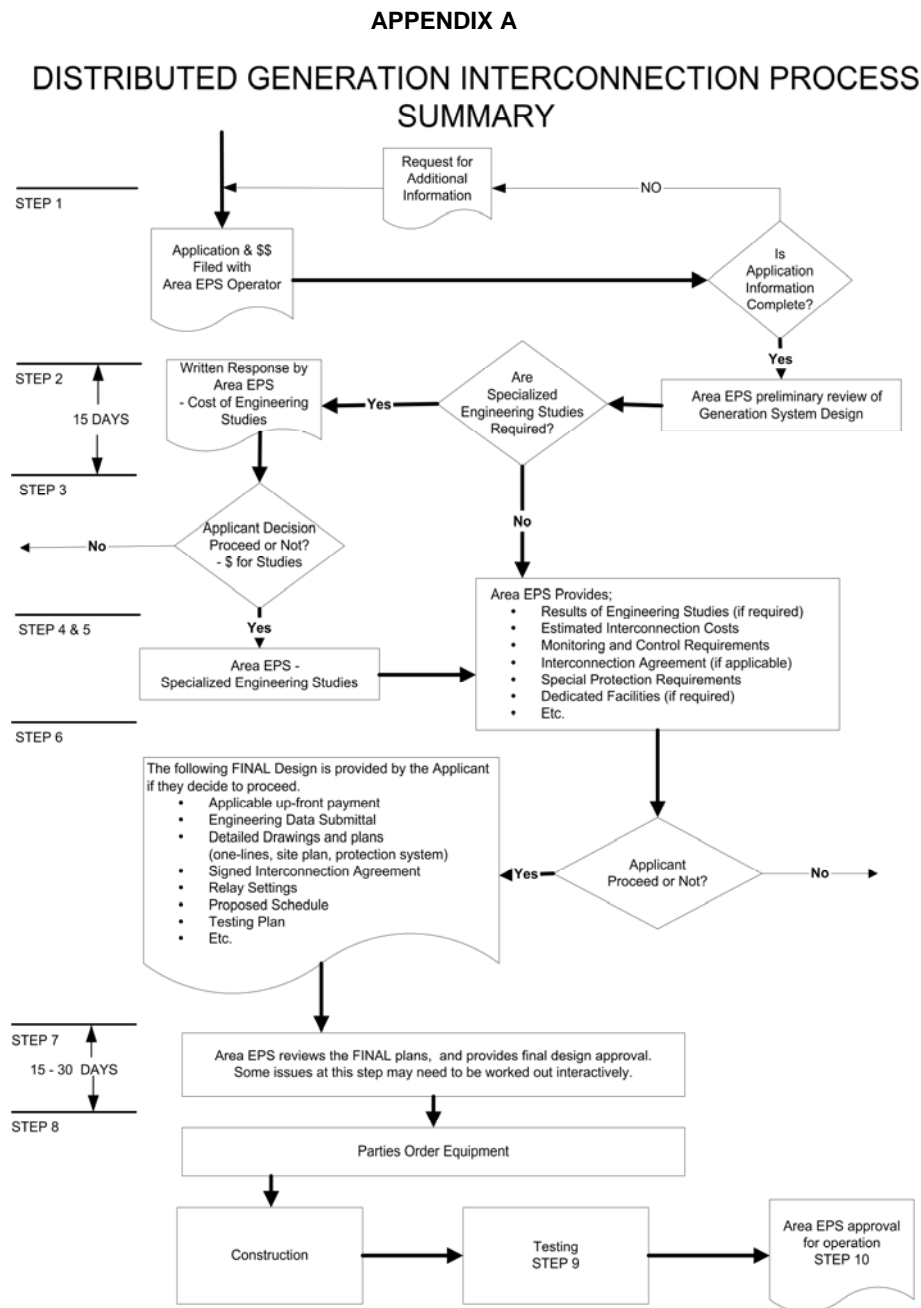 APPENDIX A
DISTRIBUTED GENERATION INTERCONNECTION PROCESS
SUMMARY
STEP 1
Request for
Additional
Information
NO
Application & $$
Filed with
Area EPS Operator
Is
Application
Information
Complete?
Yes
STEP 2
15 DAYS
Written Response by
Area EPS
- Cost of Engineering
Studies
Yes
Are
Specialized
Engineering Studies
Required?
Area EPS preliminary review of
Generation System Design
STEP 3
No
Applicant Decision
Proceed or Not?
- $ for Studies
No
Yes
STEP 4 & 5
Area EPS -
Specialized Engineering Studies
Area EPS Provides;
• Results of Engineering Studies (if required)
• Estimated Interconnection Costs
• Monitoring and Control Requirements
• Interconnection Agreement (if applicable)
• Special Protection Requirements
• Dedicated Facilities (if required)
• Etc.
STEP 6
The following FINAL Design is provided by the Applicant
if they decide to proceed.
• Applicable up-front payment
• Engineering Data Submittal
• Detailed Drawings and plans
(one-lines, site plan, protection system)
• Signed Interconnection Agreement
• Relay Settings
• Proposed Schedule
• Testing Plan
• Etc.
Yes
Applicant
Proceed or Not?
No
STEP 7
15 - 30 DAYS
Area EPS reviews the FINAL plans, and provides final design approval.
Some issues at this step may need to be worked out interactively.
STEP 8
Parties Order Equipment
Construction
Testing
STEP 9
Area EPS approval
for operation
STEP 10